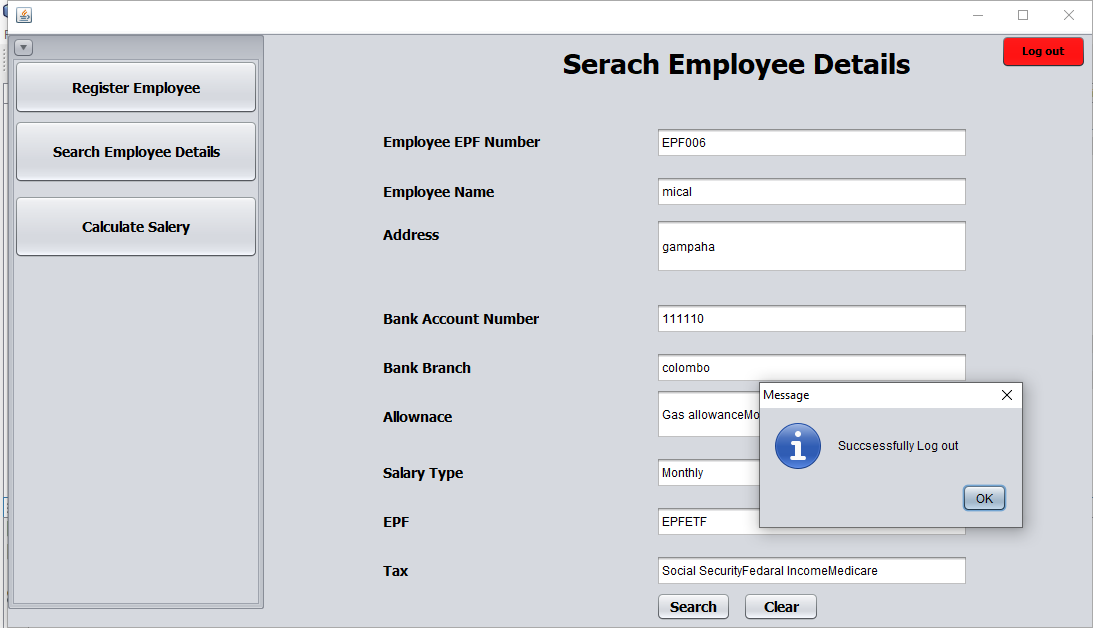 Log out
Serach Employee Details
Register Employee
Search Employee Details
Calculate Salery
Employee EPF Number
EPF006
Employee Name
mical
Address
gampaha
Bank Account Number
111110
Bank Branch
colombo
Allownace
Gas allowanceMo
Message
Succsessfully Log out
OK
Salary Type
Monthly
EPF
EPFETF
Tax
Social SecurityFedaral IncomeMedicare
Search
Clear